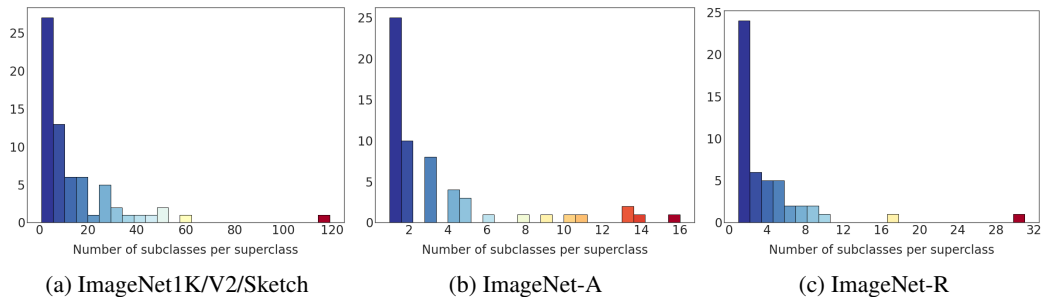 25
20
15
10
5
0
0 20 40 60 80 100 120
Number of subclasses per superclass
(a) ImageNet1K/V2/Sketch
25
20
15
10
5
0
2 4 6 8 10 12 14 16
Number of subclasses per superclass
(b) ImageNet-A
25
20
15
10
5
0
0 4 8 12 16 20 24 28 32
Number of subclasses per superclass
(c) ImageNet-R